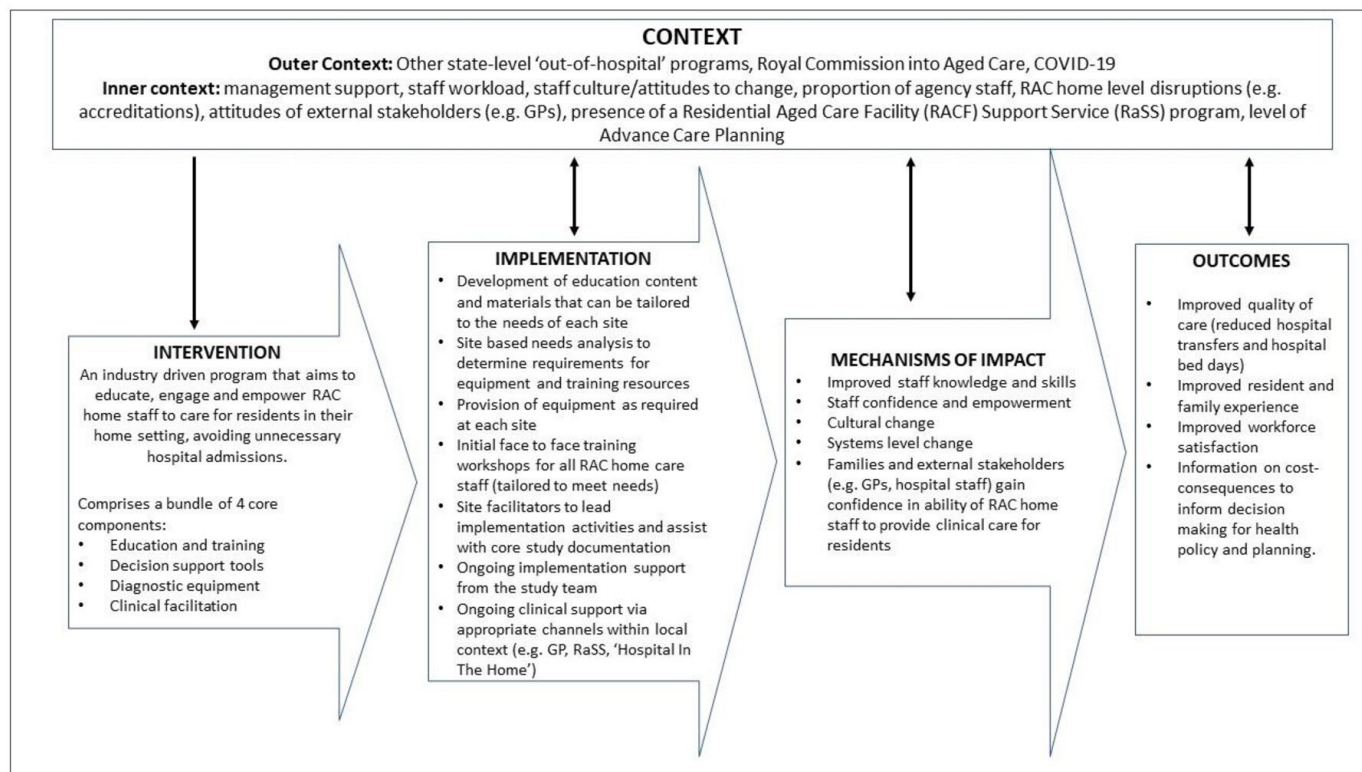 CONTEXT
Outer Context: Other state-level ‘out-of-hospital’ programs, Royal Commission into Aged Care, COVID-19
Inner context: management support, staff workload, staff culture/attitudes to change, proportion of agency staff, RAC home level disruptions (e.g.
accreditations), attitudes of external stakeholders (e.g. GPs), presence of a Residential Aged Care Facility (RACF) Support Service (RaSS) program, level of
Advance Care Planning
INTERVENTION
An industry driven program that aims to
educate, engage and empower RAC
home staff to care for residents in their
home setting, avoiding unnecessary
hospital admissions.
Comprises a bundle of 4 core
components:
• Education and training
• Decision support tools
• Diagnostic equipment
• Clinical facilitation
IMPLEMENTATION
• Development of education content
and materials that can be tailored
to the needs of each site
• Site based needs analysis to
determine requirements for
equipment and training resources
• Provision of equipment as required
at each site
• Initial face to face training
workshops for all RAC home care
staff (tailored to meet needs)
• Site facilitators to lead
implementation activities and assist
with core study documentation
• Ongoing implementation support
from the study team
• Ongoing clinical support via
appropriate channels within local
context (e.g. GP, RaSS, ‘Hospital In
The Home’)
MECHANISMS OF IMPACT
• Improved staff knowledge and skills
• Staff confidence and empowerment
• Cultural change
• Systems level change
• Families and external stakeholders
(e.g. GPs, hospital staff) gain
confidence in ability of RAC home
staff to provide clinical care for
residents
OUTCOMES
• Improved quality of
care (reduced hospital
transfers and hospital
bed days)
• Improved resident and
family experience
• Improved workforce
satisfaction
• Information on cost-
consequences to
inform decision
making for health
policy and planning.